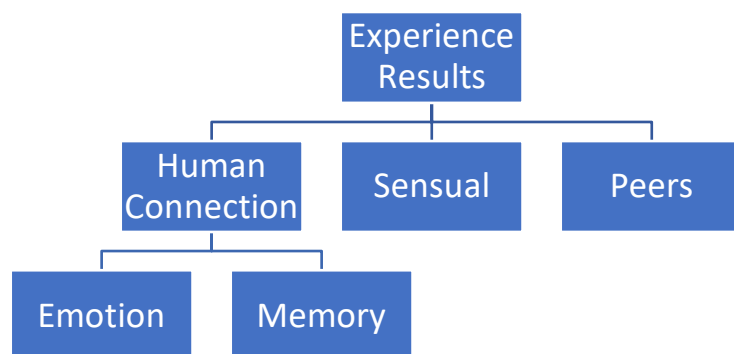 Experience
Results
Human
Connection
Sensual
Peers
Emotion
Memory